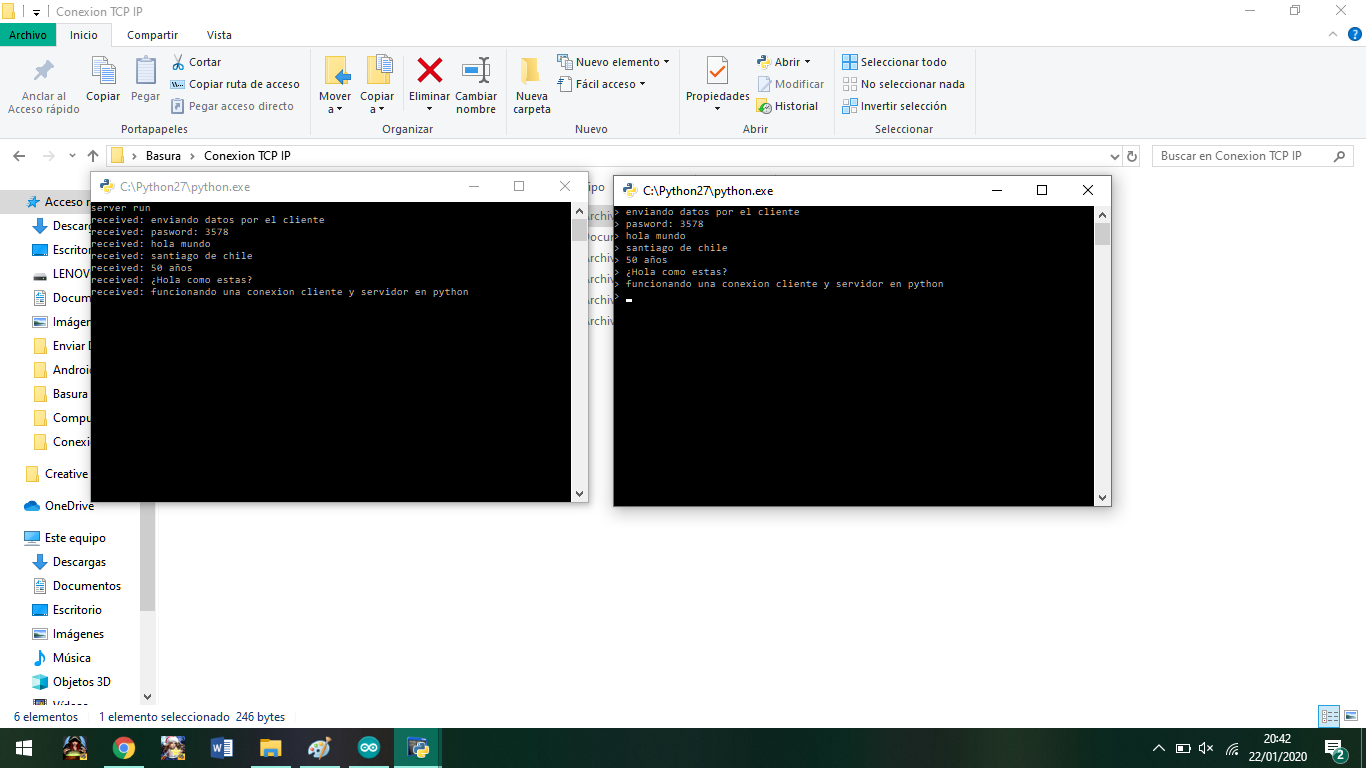 Conexion TCP IP
Archivo Inicio Compartir Vista
Anclar al Acceso rápido
Copiar
Pegar
Cortar
Copiar ruta de acceso
Pegar acceso directo
Portapapeles
Mover a
Copiar a
Eliminar
Cambiar nombre
Organizar
Nueva carpeta
Nuevo elemento
Fácil acceso
Nuevo
Propiedades
Abrir
Modificar
Historial
Abrir
Seleccionar todo
No seleccionar nada
Invertir selección
Seleccionar
Basura > Conexion TCP IP
Buscar en Conexion TCP IP
Acceso r
Descarg
Escritor
LENOV
Docum
Imáger
Enviar D
Androi
Basura
Compu
Conexi
Creative
OneDrive
Este equipo
Descargas
Documentos
Escritorio
Imágenes
Música
Objetos 3D
Vídeos
ipo
Archiv
Docum
Archiv
Archiv
Archiv
Archiv
C:\Python27\python.exe
server run
received: enviando datos por el cliente
received: pasword: 3578
received: hola mundo
received: santiago de chile
received: 50 años
received: ¿Hola como estas?
received: funcionando una conexion cliente y servidor en python
C:\Python27\python.exe
> enviando datos por el cliente
> pasword: 3578
> hola mundo
> santiago de chile
> 50 años
> ¿Hola como estas?
> funcionando una conexion cliente y servidor en python
>
6 elementos 1 elemento seleccionado 246 bytes
20:42
22/01/2020
2